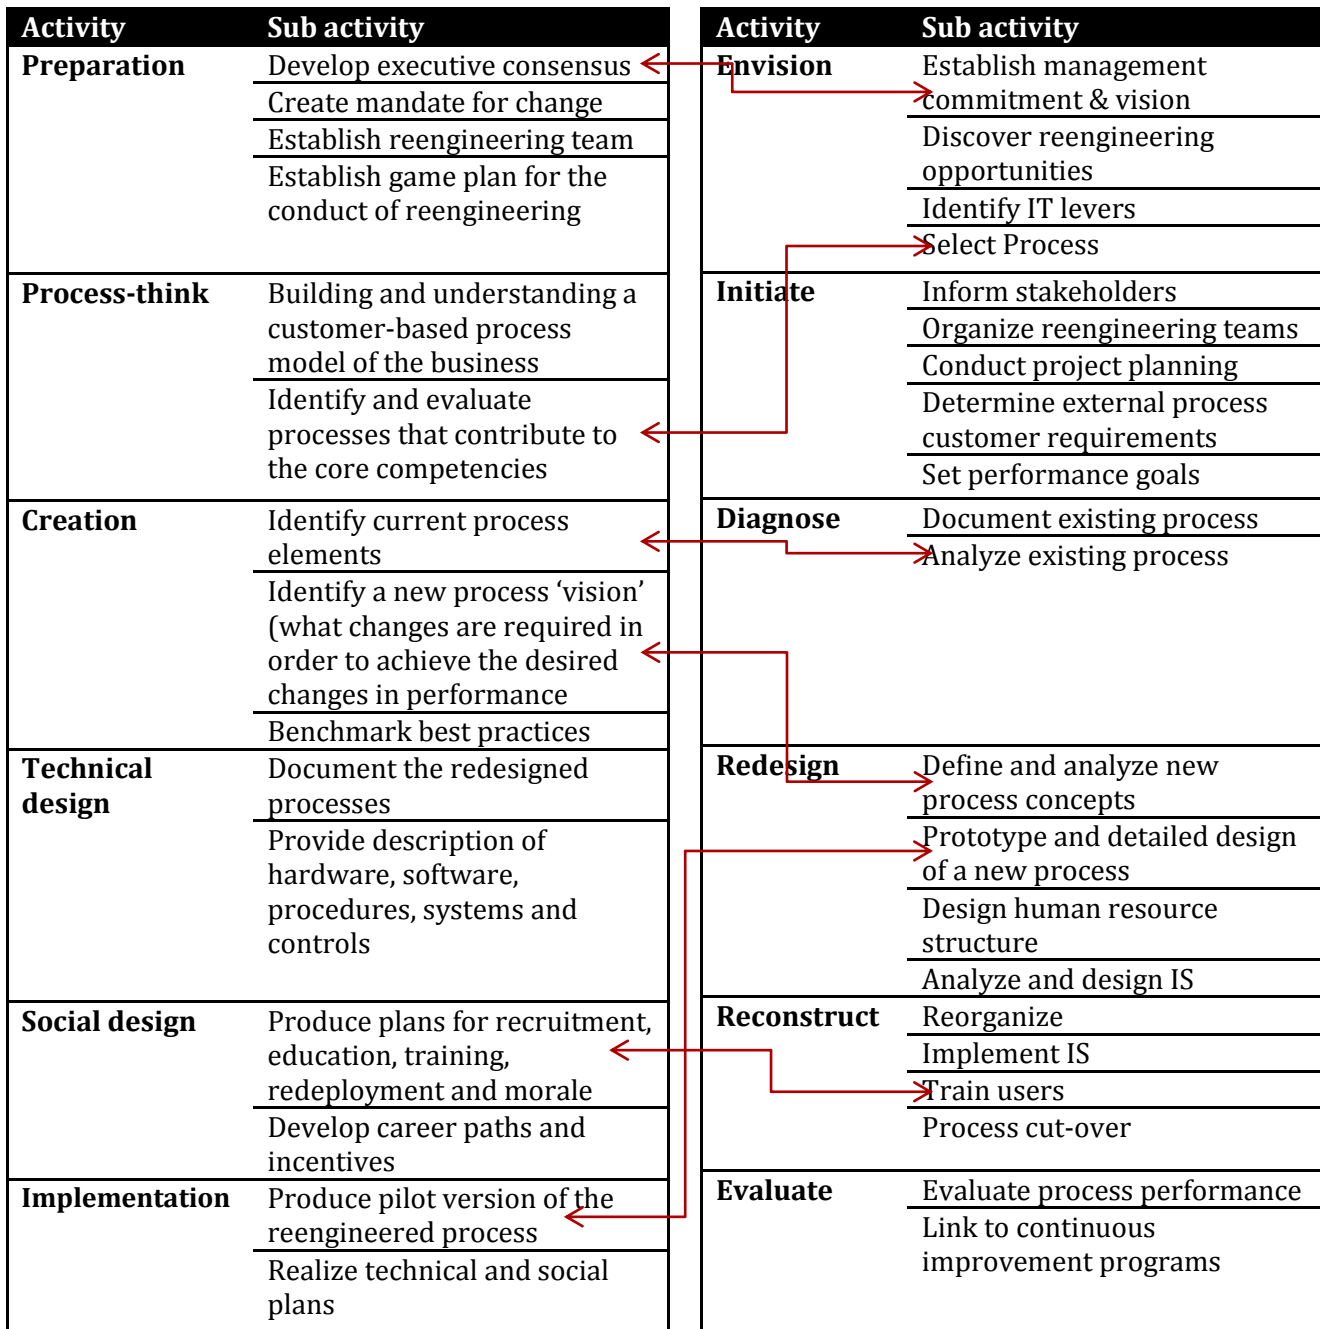 Activity Sub activity
Preparation Develop executive consensus
Create mandate for change
Establish reengineering team
Establish game plan for the
conduct of reengineering
Process-think Building and understanding a
customer-based process
model of the business
Identify and evaluate
processes that contribute to
the core competencies
Creation Identify current process
elements
Identify a new process ‘vision’
(what changes are required in
order to achieve the desired
changes in performance
Benchmark best practices
Technical Document the redesigned
design processes
Provide description of
hardware, software,
procedures, systems and
controls
Social design Produce plans for recruitment,
education, training,
redeployment and morale
Develop career paths and
incentives
Implementation Produce pilot version of the
reengineered process
Realize technical and social
plans
Activity Sub activity
Envision Establish management
commitment & vision
Discover reengineering
opportunities
Identify IT levers
Select Process
Initiate Inform stakeholders
Organize reengineering teams
Conduct project planning
Determine external process
customer requirements
Set performance goals
Diagnose Document existing process
Analyze existing process
Redesign Define and analyze new
process concepts
Prototype and detailed design
of a new process
Design human resource
structure
Analyze and design IS
Reconstruct Reorganize
Implement IS
Train users
Process cut-over
Evaluate Evaluate process performance
Link to continuous
improvement programs